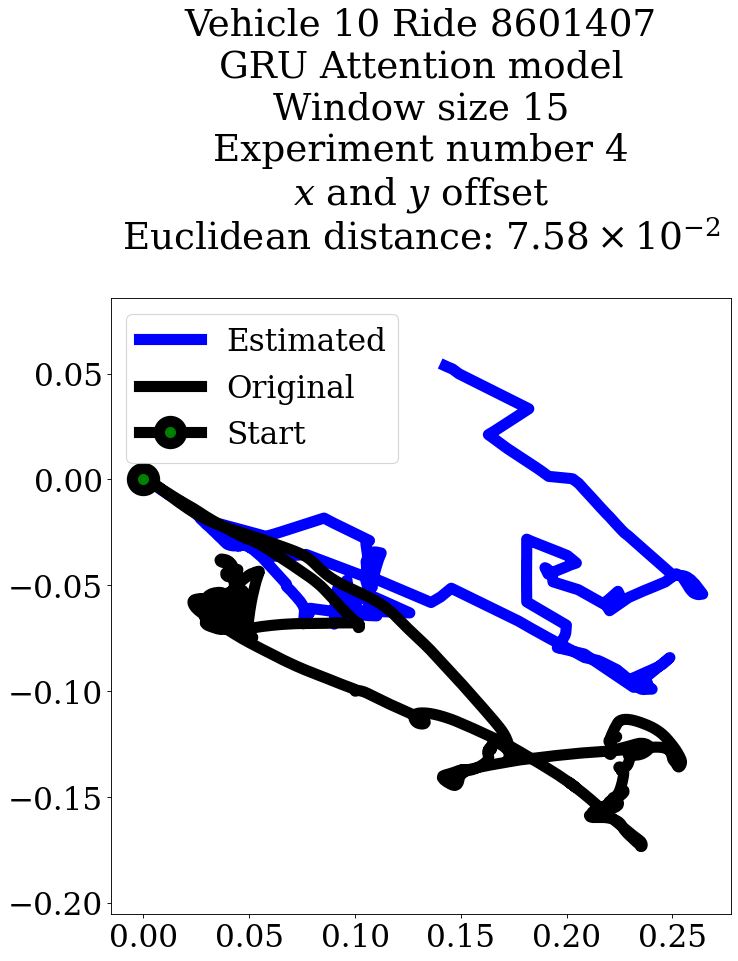 Vehicle 10 Ride 8601407
GRU Attention model
Window size 15
Experiment number 4
x and y offset
Euclidean distance: 7.58 × 10⁻²
Estimated
Original
Start
0.05
0.00
−0.05
−0.10
−0.15
−0.20
0.00 0.05 0.10 0.15 0.20 0.25